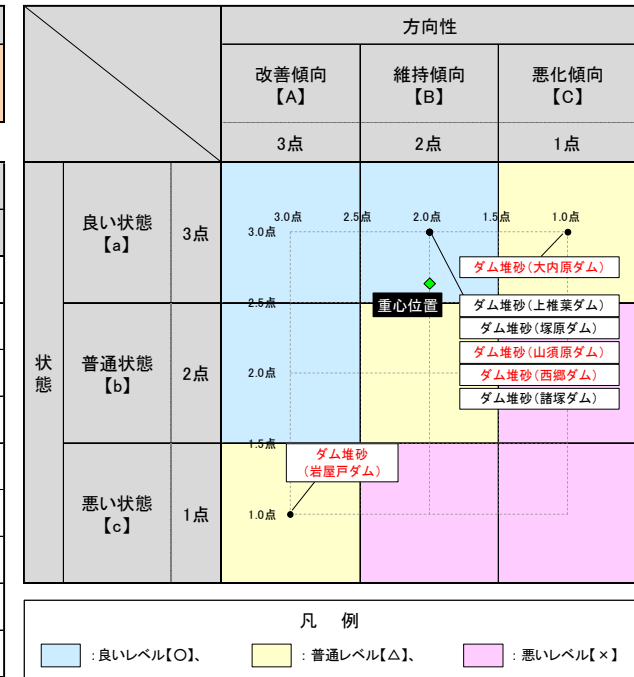 方向性
改善傾向
【A】
維持傾向
【B】
悪化傾向
【C】
3点
2点
1点
状態
良い状態
【a】
3点
普通状態
【b】
2点
悪い状態
【c】
1点
3.0点
2.5点
2.0点
1.5点
1.0点
3.0点
2.5点
2.0点
1.5点
1.0点
ダム堆砂(大内原ダム)
重心位置
ダム堆砂(上椎葉ダム)
ダム堆砂(塚原ダム)
ダム堆砂(山須原ダム)
ダム堆砂(西郷ダム)
ダム堆砂(諸塚ダム)
ダム堆砂
(岩屋戸ダム)
凡 例
:良いレベル【○】、
:普通レベル【△】、
:悪いレベル【×】